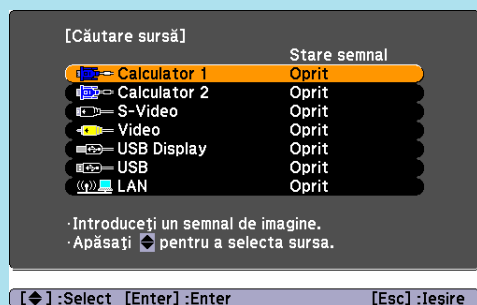 [Căutare sursă]
Stare semnal
Calculator 1 Oprit
Calculator 2 Oprit
S-Video Oprit
Video Oprit
USB Display Oprit
USB Oprit
LAN Oprit
·Introduceţi un semnal de imagine.
·Apăsaţi pentru a selecta sursa.
[◆] :Select [Enter] :Enter [Esc] :Ieşire